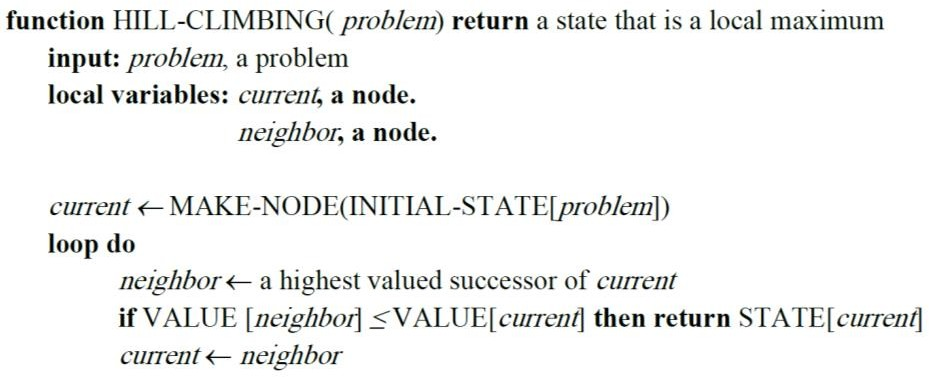 function HILL-CLIMBING( problem) return a state that is a local maximum
input: problem, a problem
local variables: current, a node.
neighbor, a node.
current ← MAKE-NODE(INITIAL-STATE[problem])
loop do
neighbor ← a highest valued successor of current
if VALUE [neighbor] ≤ VALUE[current] then return STATE[current]
current ← neighbor